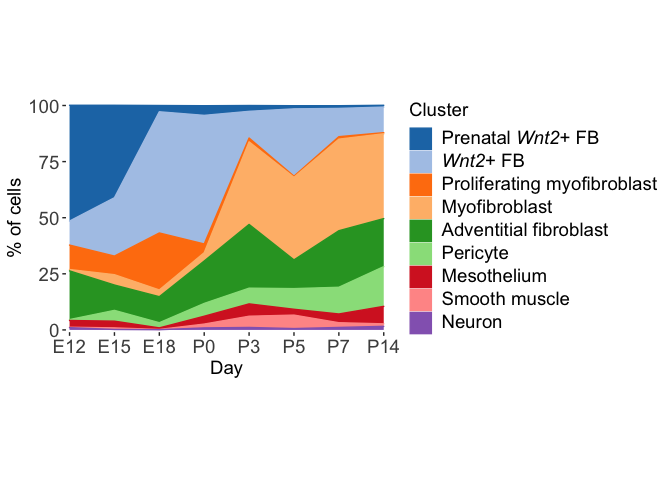 100
75
50
25
0
% of cells
E12 E15 E18 P0 P3 P5 P7 P14
Day
Cluster
Prenatal Wnt2+ FB
Wnt2+ FB
Proliferating myofibroblast
Myofibroblast
Adventitial fibroblast
Pericyte
Mesothelium
Smooth muscle
Neuron